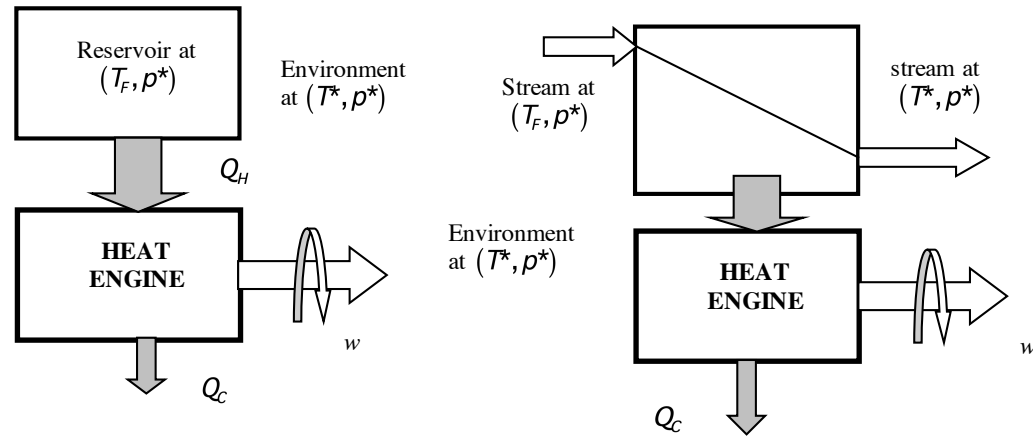 Reservoir at
(T_F, p*)
Environment
at (T*, p*)
Q_H
HEAT
ENGINE
w
Q_C
Stream at
(T_F, p*)
stream at
(T*, p*)
Environment
at (T*, p*)
HEAT
ENGINE
w
Q_C